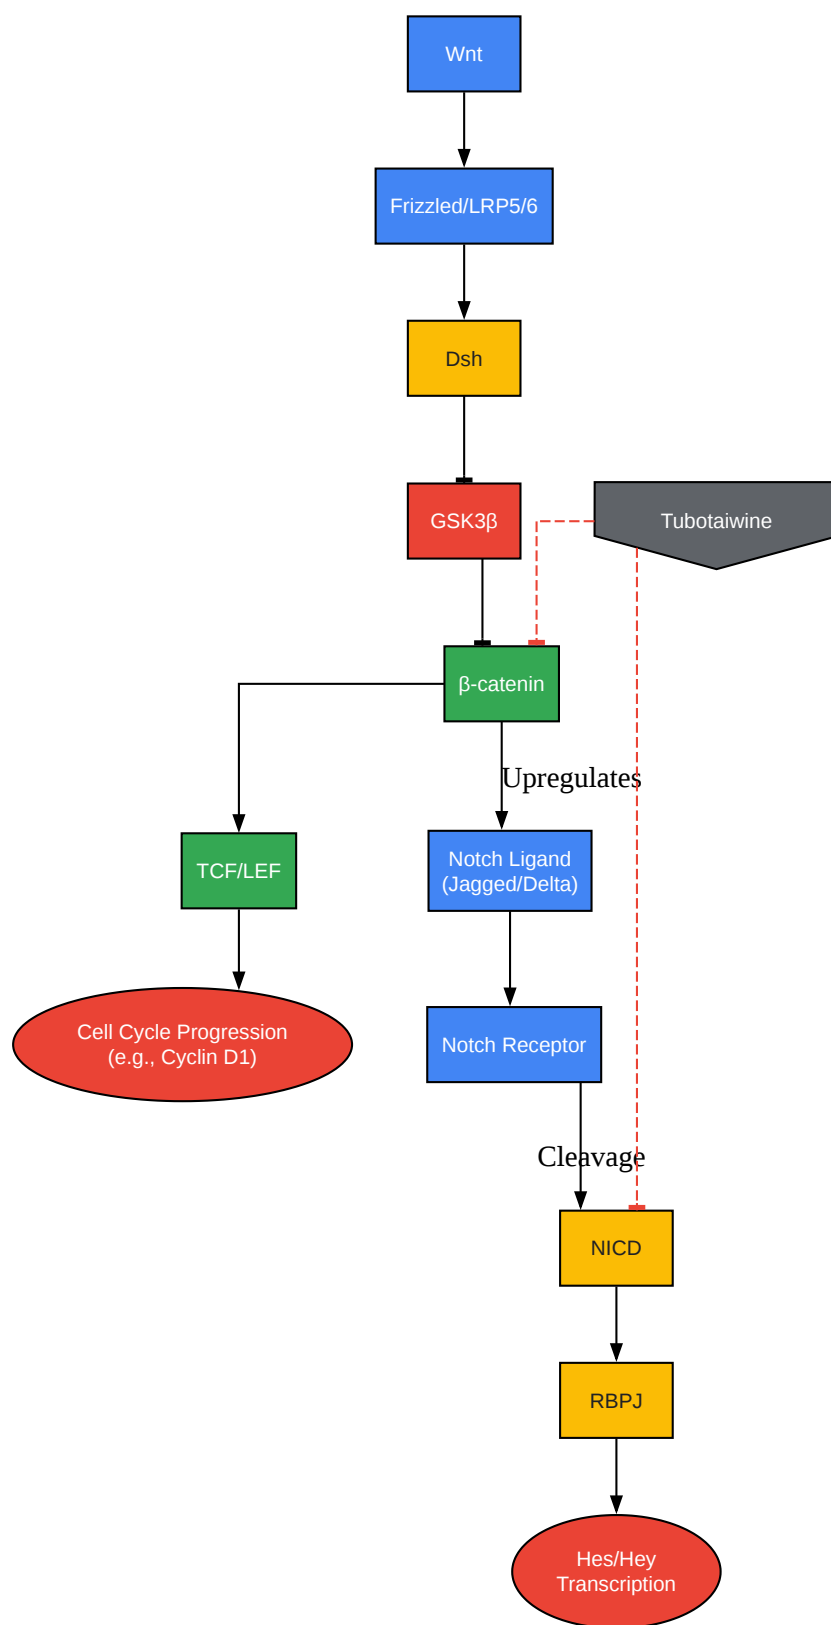 Wnt
Frizzled/LRP5/6
Dsh
GSK3β
Tubotaiwine
β-catenin
Upregulates
TCF/LEF
Notch Ligand
(Jagged/Delta)
Cell Cycle Progression
(e.g., Cyclin D1)
Notch Receptor
Cleavage
NICD
RBPJ
Hes/Hey
Transcription